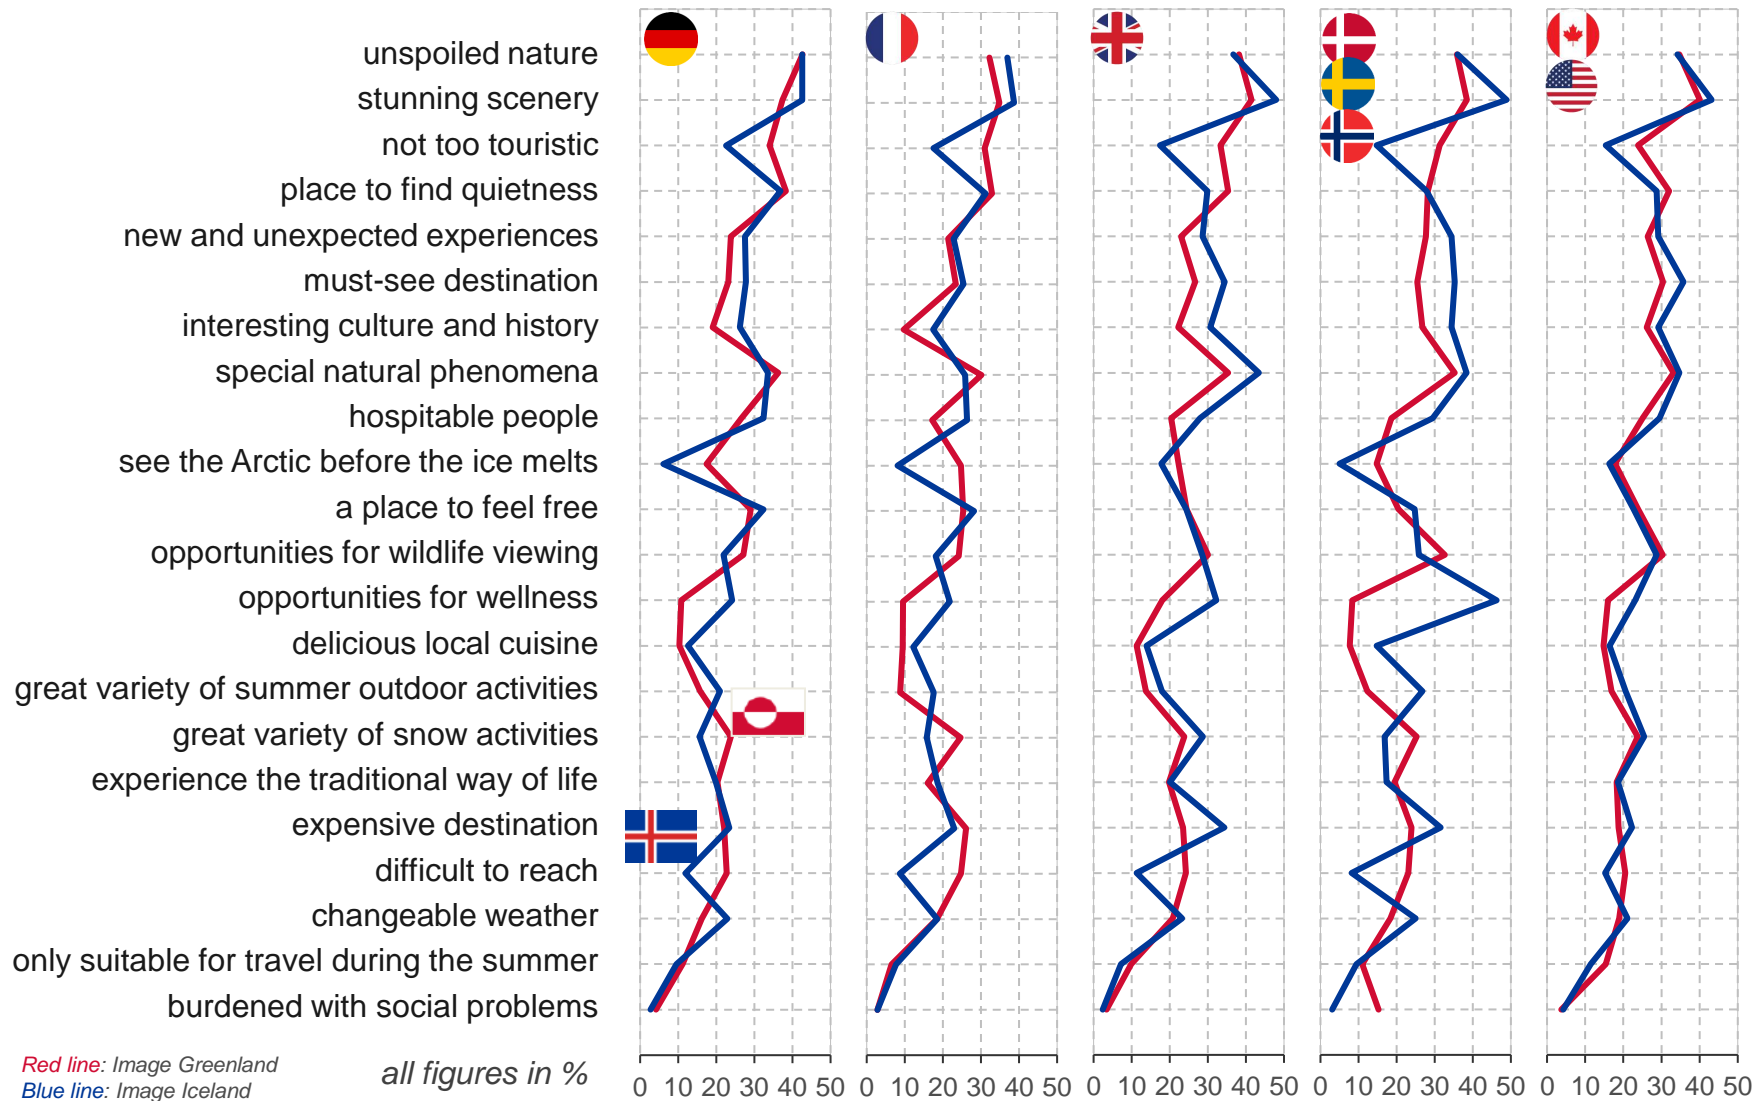 unspoiled nature
stunning scenery
not too touristic
place to find quietness
new and unexpected experiences
must-see destination
interesting culture and history
special natural phenomena
hospitable people
see the Arctic before the ice melts
a place to feel free
opportunities for wildlife viewing
opportunities for wellness
delicious local cuisine
great variety of summer outdoor activities
great variety of snow activities
experience the traditional way of life
expensive destination
difficult to reach
changeable weather
only suitable for travel during the summer
burdened with social problems
Red line: Image Greenland
Blue line: Image Iceland
all figures in %
0 10 20 30 40 50 0 10 20 30 40 50 0 10 20 30 40 50 0 10 20 30 40 50 0 10 20 30 40 50